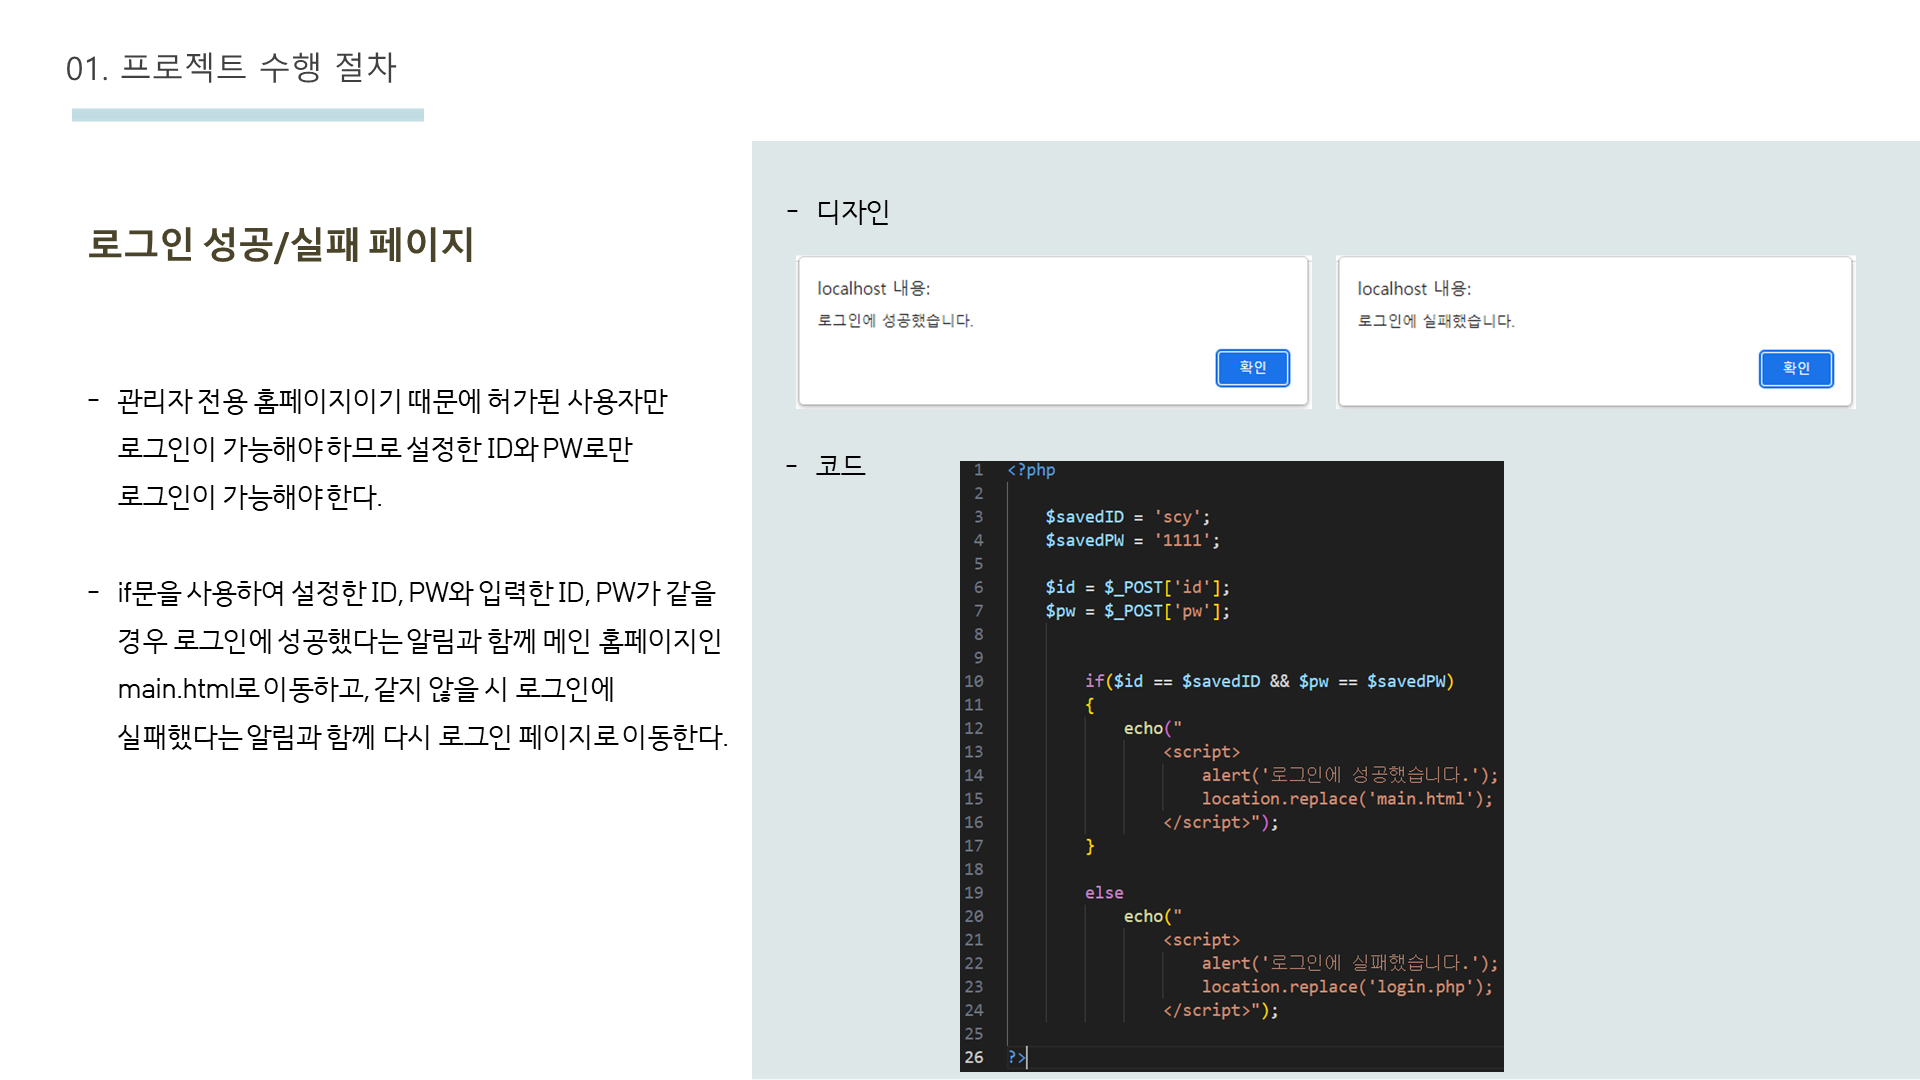 01. 프로젝트 수행 절차
로그인 성공/실패 페이지
- 관리자 전용 홈페이지이기 때문에 허가된 사용자만
로그인이 가능해야 하므로 설정한 ID와 PW로만
로그인이 가능해야 한다.
- if문을 사용하여 설정한 ID, PW와 입력한 ID, PW가 같을
경우 로그인에 성공했다는 알림과 함께 메인 홈페이지인
main.html로 이동하고, 같지 않을 시 로그인에
실패했다는 알림과 함께 다시 로그인 페이지로 이동한다.
- 디자인
localhost 내용:
로그인에 성공했습니다.
확인
localhost 내용:
로그인에 실패했습니다.
확인
- 코드
1 <?php
2
3 $savedID = 'scy';
4 $savedPW = '1111';
5
6 $id = $_POST['id'];
7 $pw = $_POST['pw'];
8
9
10 if($id == $savedID && $pw == $savedPW)
11 {
12 echo("
13 <script>
14 alert('로그인에 성공했습니다.');
15 location.replace('main.html');
16 </script>");
17 }
18
19 else
20 echo("
21 <script>
22 alert('로그인에 실패했습니다.');
23 location.replace('login.php');
24 </script>");
25
26 ?>